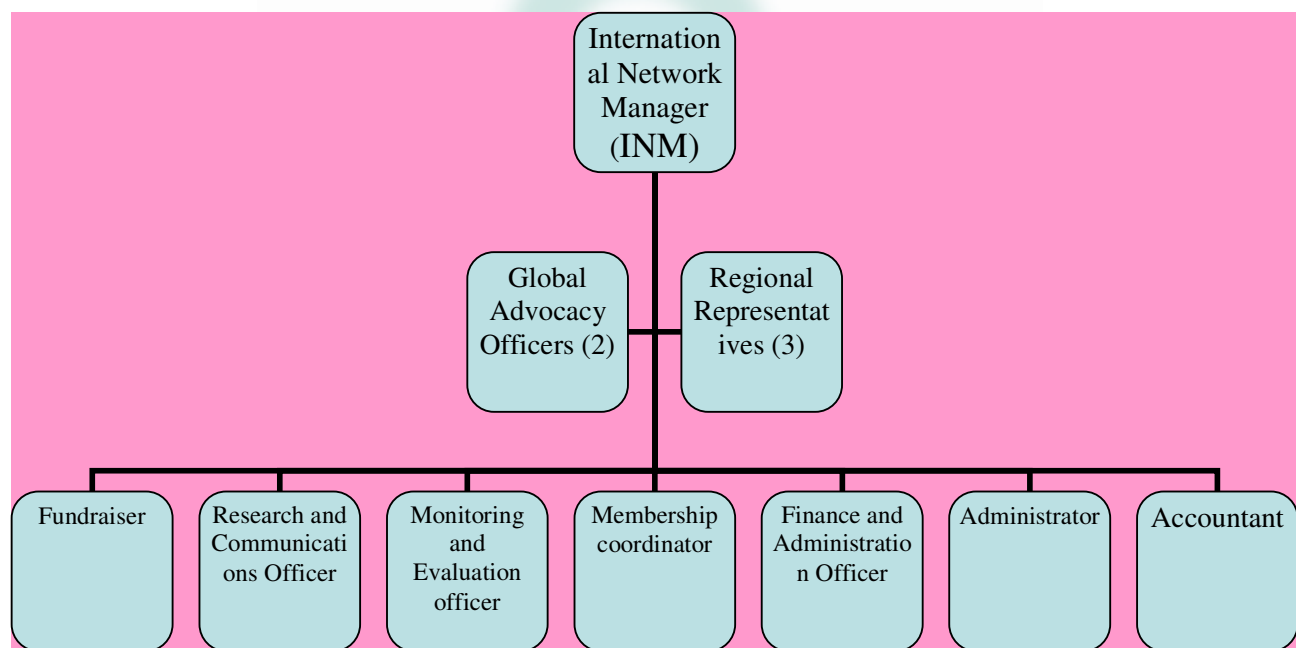 Internation
al Network
Manager
(INM)
Global
Advocacy
Officers (2)
Regional
Representat
ives (3)
Fundraiser
Research and
Communicati
ons Officer
Monitoring
and
Evaluation
officer
Membership
coordinator
Finance and
Administratio
n Officer
Administrator
Accountant